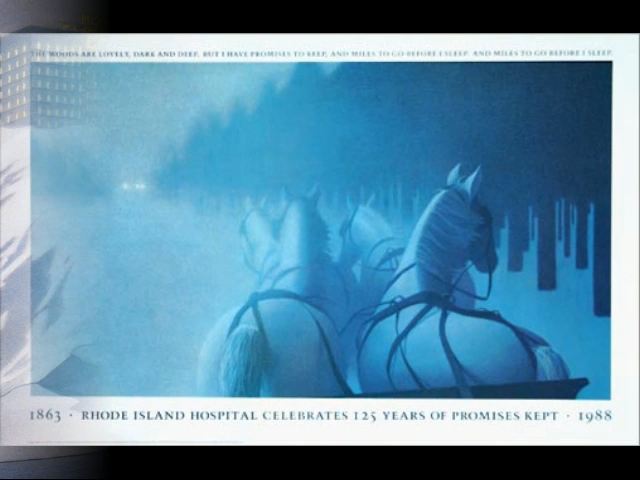 THE WOODS ARE LOVELY, DARK AND DEEP, BUT I HAVE PROMISES TO KEEP, AND MILES TO GO BEFORE I SLEEP. AND MILES TO GO BEFORE I SLEEP.
1863 · RHODE ISLAND HOSPITAL CELEBRATES 125 YEARS OF PROMISES KEPT · 1988